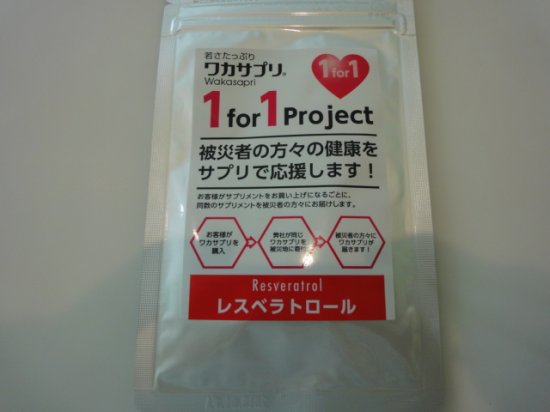 若さたっぷり
ワカサプリ®
Wakasapri
1 for 1
1 for 1 Project
被災者の方々の健康を
サプリで応援します！
お客様がサプリメントをお買い上げになるごとに、
同数のサプリメントを被災者の方々にお届けします。
お客様が
ワカサプリを
購入
弊社が同じ
ワカサプリを
被災地に寄付
被災者の方々に
ワカサプリが
届きます！
Resveratrol
レスベラトロール